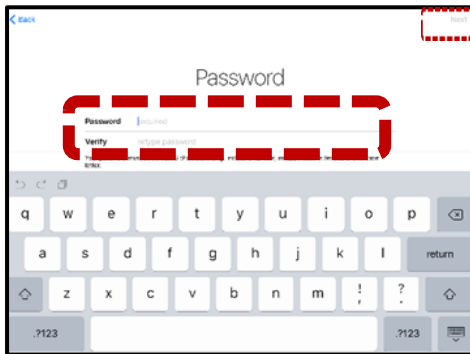 Back
Next
Password
Password required
Verify retype password
q w e r t y u i o p
a s d f g h j k l return
z x c v b n m ! , ? .
.?123 .?123